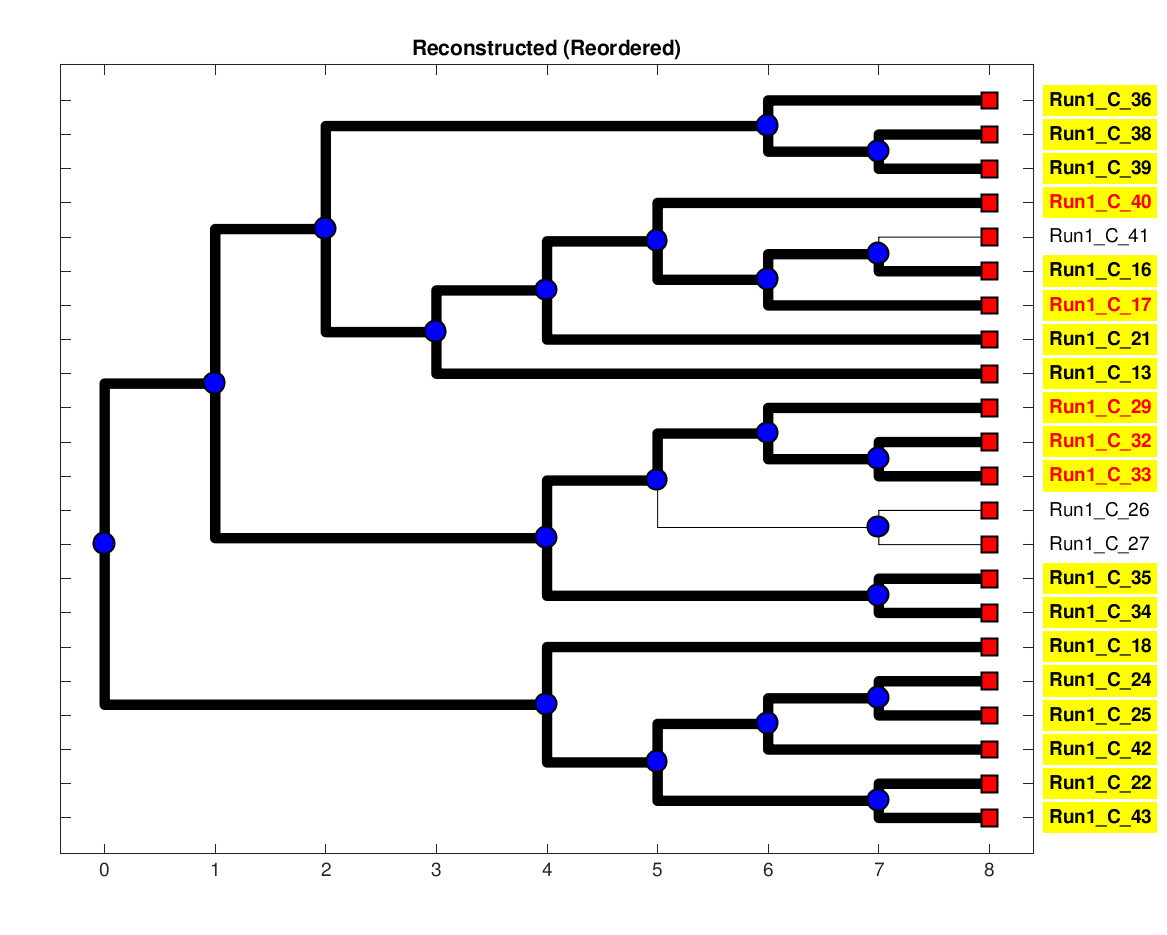 Reconstructed (Reordered)
Run1_C_36
Run1_C_38
Run1_C_39
Run1_C_40
Run1_C_41
Run1_C_16
Run1_C_17
Run1_C_21
Run1_C_13
Run1_C_29
Run1_C_32
Run1_C_33
Run1_C_26
Run1_C_27
Run1_C_35
Run1_C_34
Run1_C_18
Run1_C_24
Run1_C_25
Run1_C_42
Run1_C_22
Run1_C_43
0 1 2 3 4 5 6 7 8